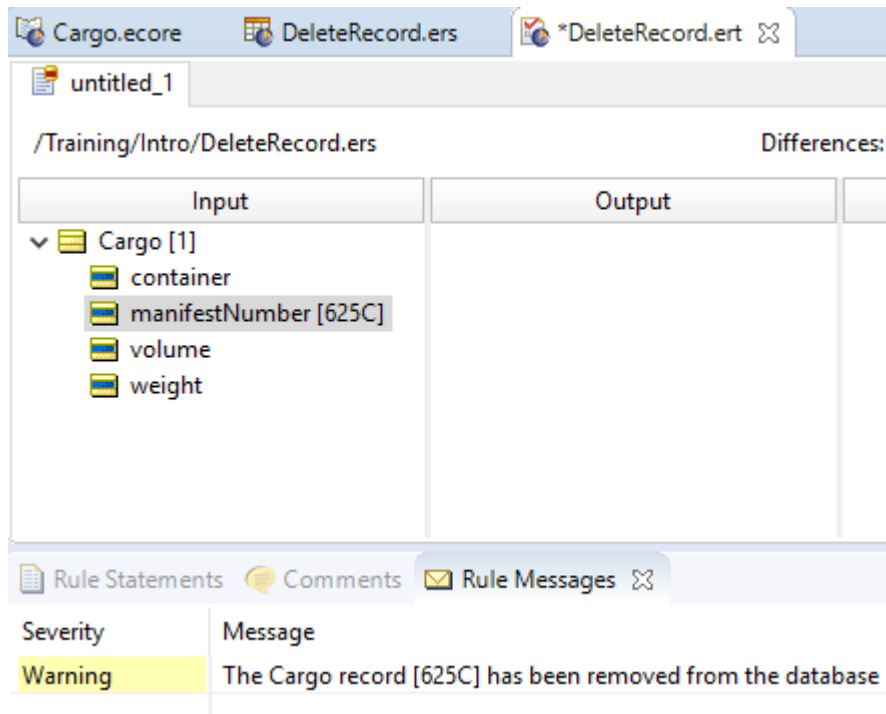 Cargo.ecore DeleteRecord.ers *DeleteRecord.ert
untitled_1
/Training/Intro/DeleteRecord.ers Differences:
Input Output
Cargo [1]
container
manifestNumber [625C]
volume
weight
Rule Statements Comments Rule Messages
Severity Message
Warning The Cargo record [625C] has been removed from the database